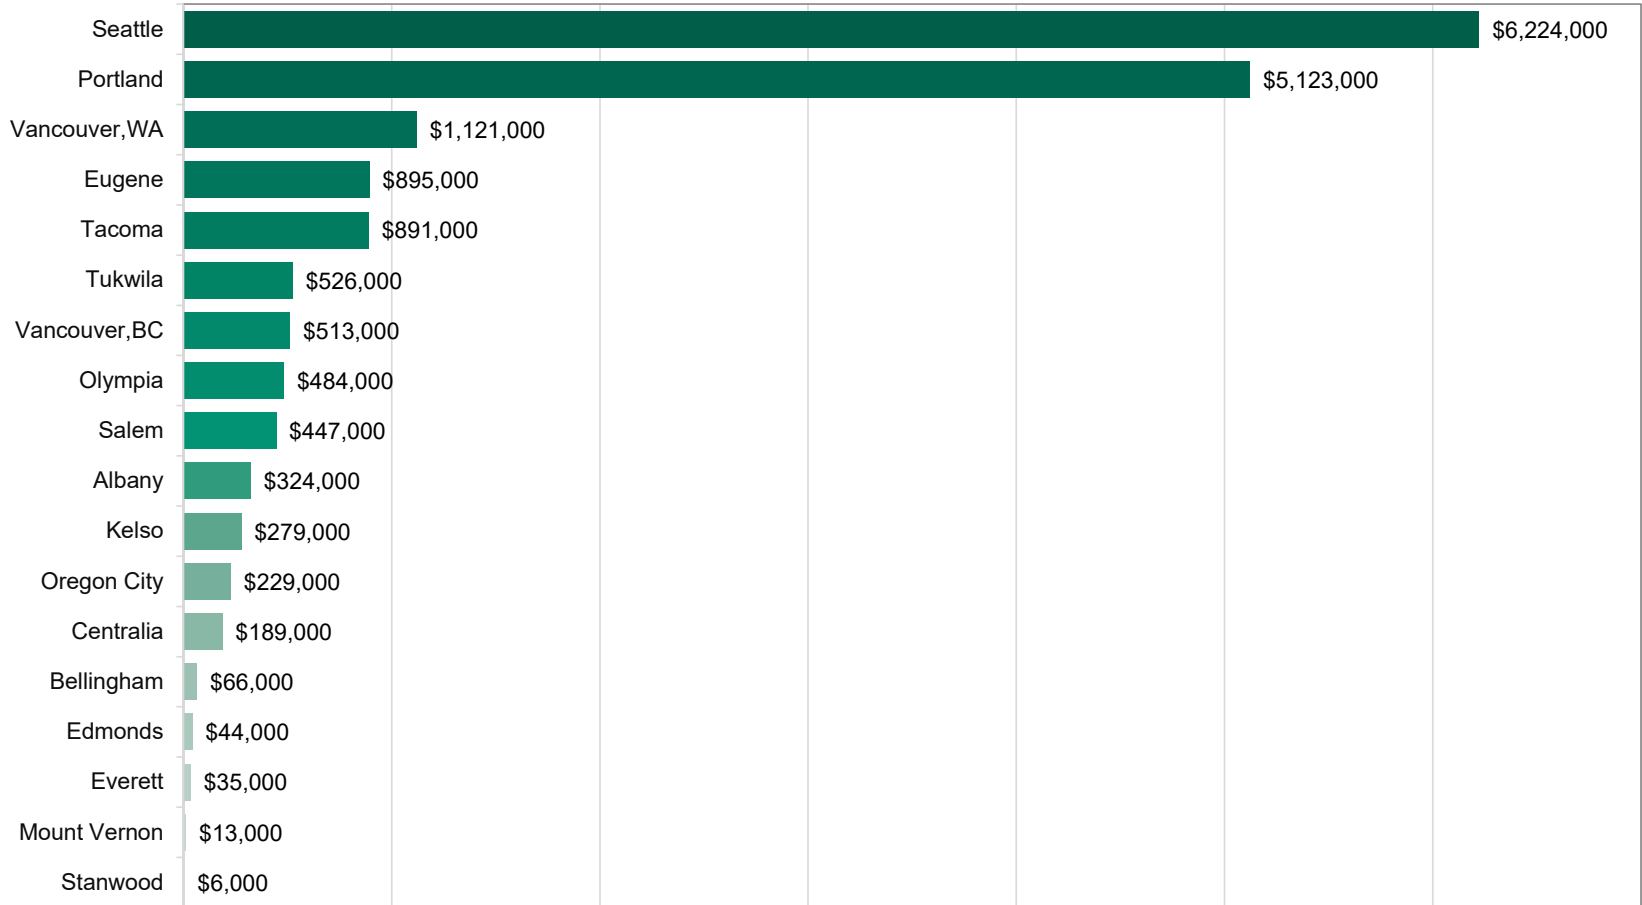 Seattle $6,224,000
Portland $5,123,000
Vancouver,WA $1,121,000
Eugene $895,000
Tacoma $891,000
Tukwila $526,000
Vancouver,BC $513,000
Olympia $484,000
Salem $447,000
Albany $324,000
Kelso $279,000
Oregon City $229,000
Centralia $189,000
Bellingham $66,000
Edmonds $44,000
Everett $35,000
Mount Vernon $13,000
Stanwood $6,000